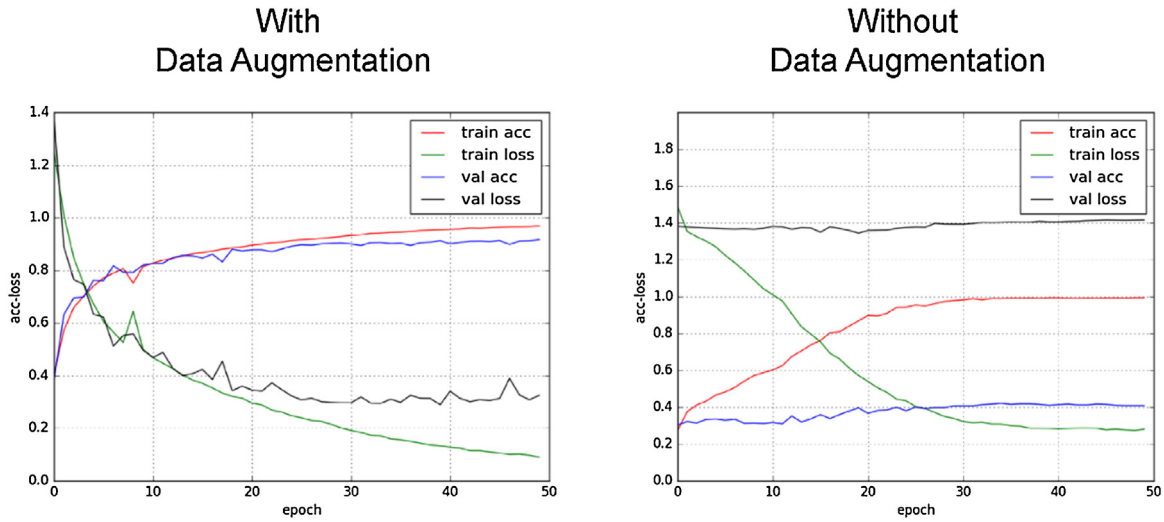 With
Data Augmentation
1.4
1.2
1.0
0.8
0.6
0.4
0.2
0.0
acc-loss
train acc
train loss
val acc
val loss
0 10 20 30 40 50
epoch
Without
Data Augmentation
1.8
1.6
1.4
1.2
1.0
0.8
0.6
0.4
0.2
0.0
acc-loss
train acc
train loss
val acc
val loss
0 10 20 30 40 50
epoch